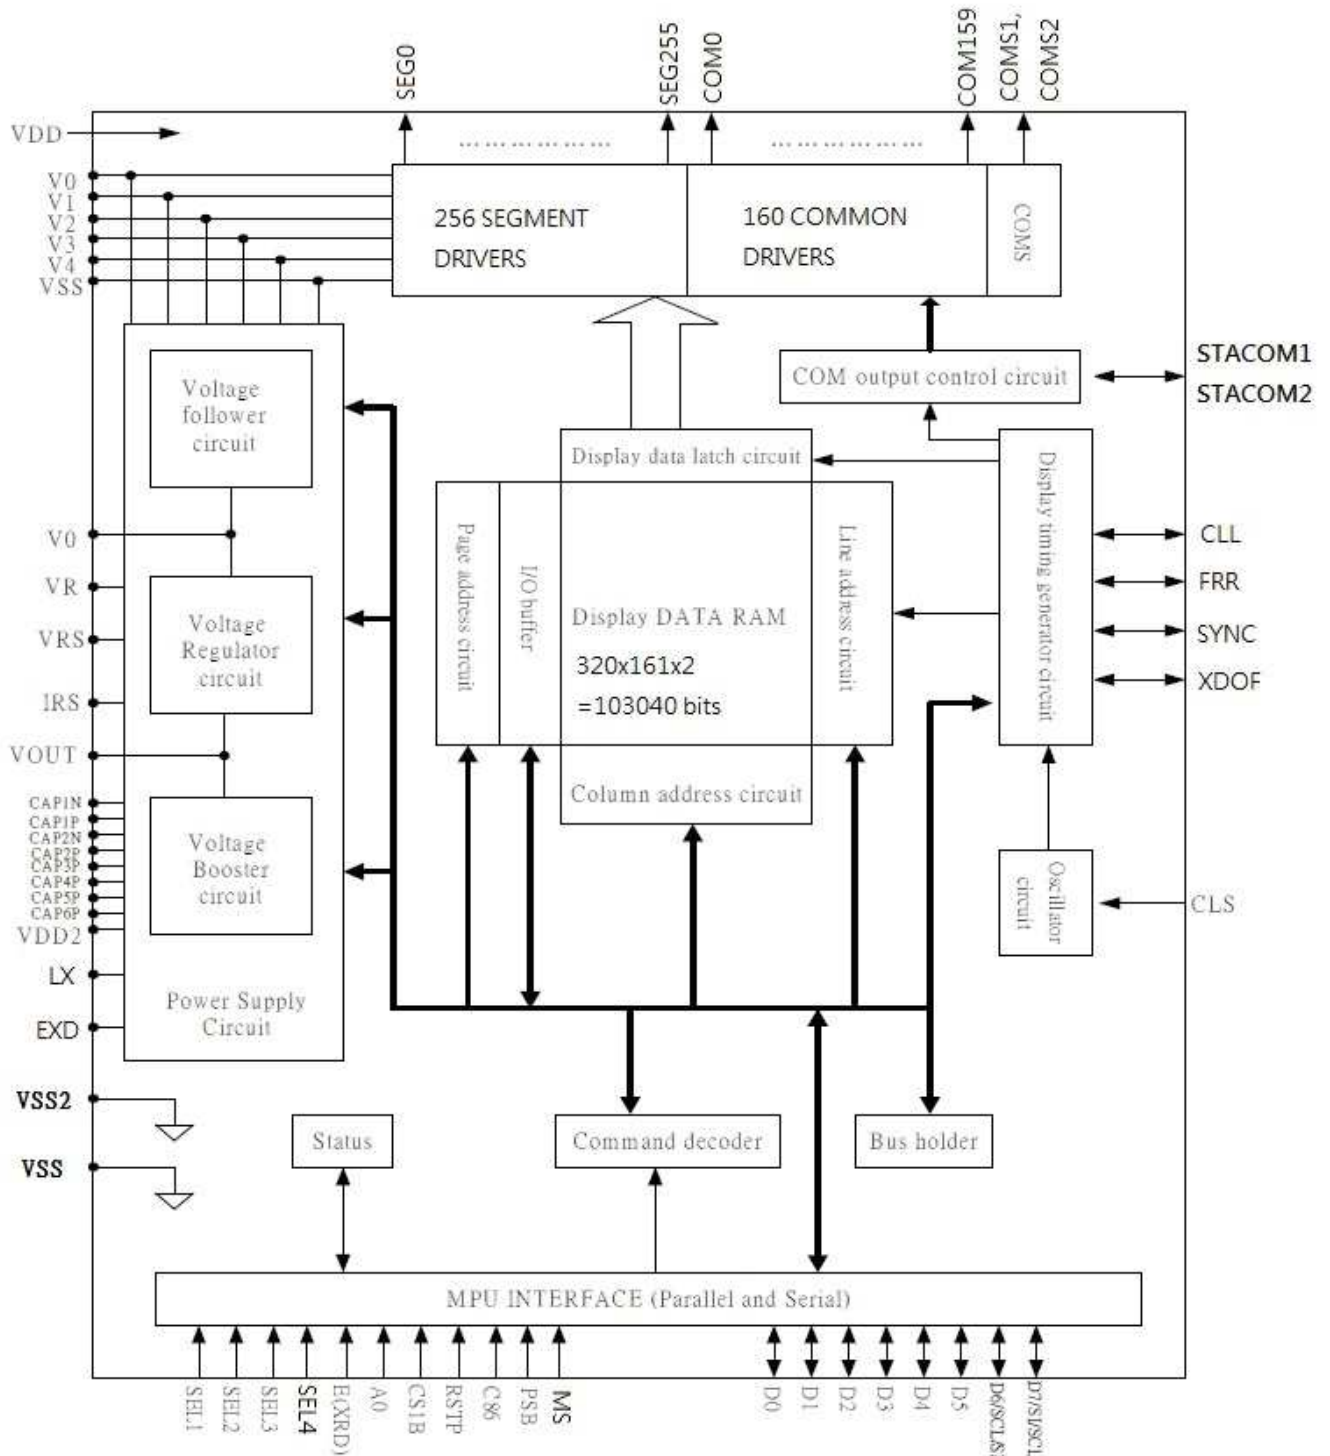 SEG0
SEG255
COM0
COM159
COMS1,
COMS2
VDD
V0
V1
V2
V3
V4
VSS
256 SEGMENT
DRIVERS
160 COMMON
DRIVERS
COMS
Voltage
follower
circuit
COM output control circuit
STACOM1
STACOM2
Display data latch circuit
Display timing generator circuit
Page address circuit
I/O buffer
Line address circuit
Display DATA RAM
320x161x2
=103040 bits
Column address circuit
V0
VR
VRS
IRS
VOUT
Voltage
Regulator
circuit
CLL
FRR
SYNC
XDOF
CAP1N
CAP1P
CAP2N
CAP2P
CAP3P
CAP4P
CAP5P
CAP6P
VDD2
LX
EXD
Voltage
Booster
circuit
Power Supply
Circuit
Oscillator
circuit
CLS
VSS2
VSS
Status
Command decoder
Bus holder
MPU INTERFACE (Parallel and Serial)
SEL1
SEL2
SEL3
SEL4
E(XRD)
A0
CS1B
RSTP
C86
PSB
MS
D0
D1
D2
D3
D4
D5